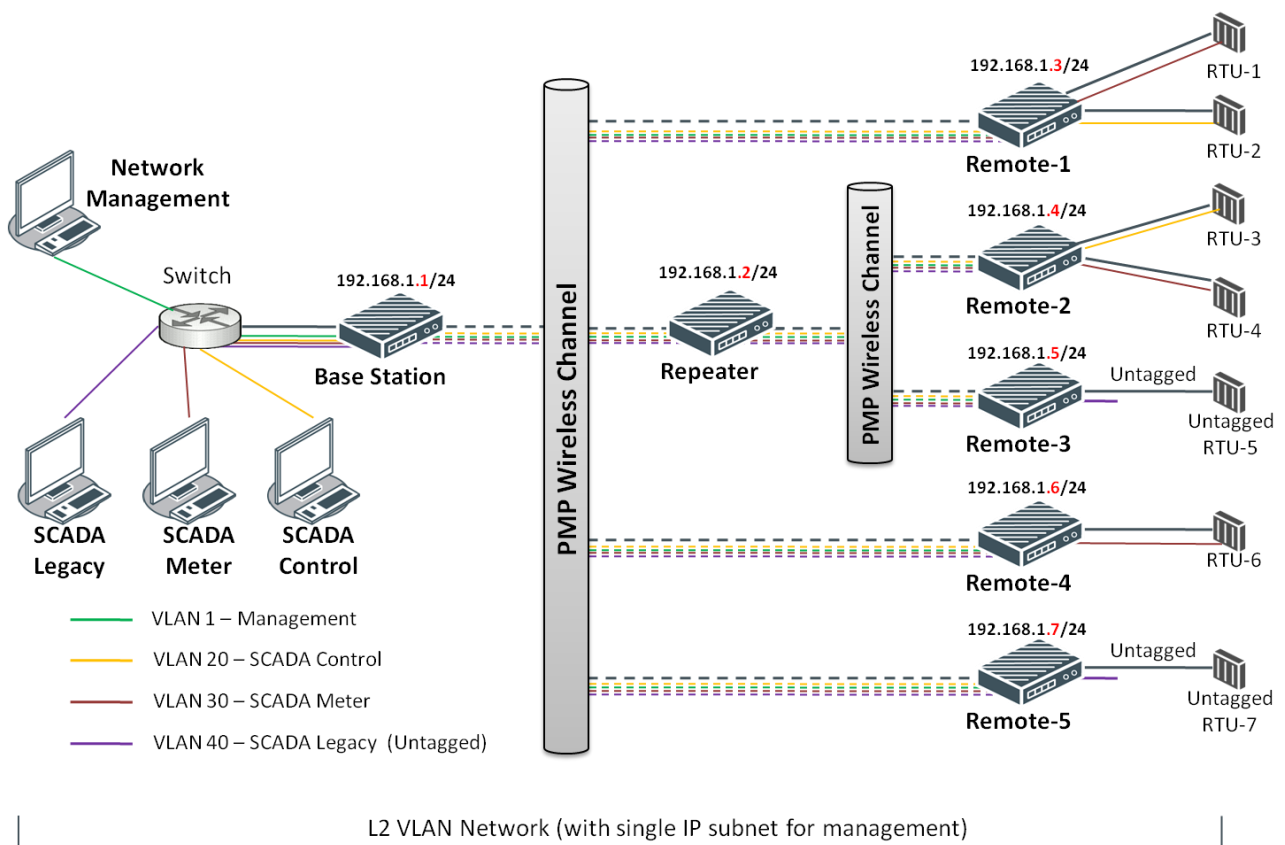 192.168.1.3/24
RTU-1
RTU-2
Remote-1
Network
Management
Switch
192.168.1.1/24
Base Station
PMP Wireless Channel
192.168.1.2/24
Repeater
PMP Wireless Channel
192.168.1.4/24
Remote-2
RTU-3
RTU-4
192.168.1.5/24
Remote-3
Untagged
Untagged
RTU-5
SCADA
Legacy
SCADA
Meter
SCADA
Control
192.168.1.6/24
Remote-4
RTU-6
192.168.1.7/24
Remote-5
Untagged
Untagged
RTU-7
VLAN 1 – Management
VLAN 20 – SCADA Control
VLAN 30 – SCADA Meter
VLAN 40 – SCADA Legacy (Untagged)
L2 VLAN Network (with single IP subnet for management)